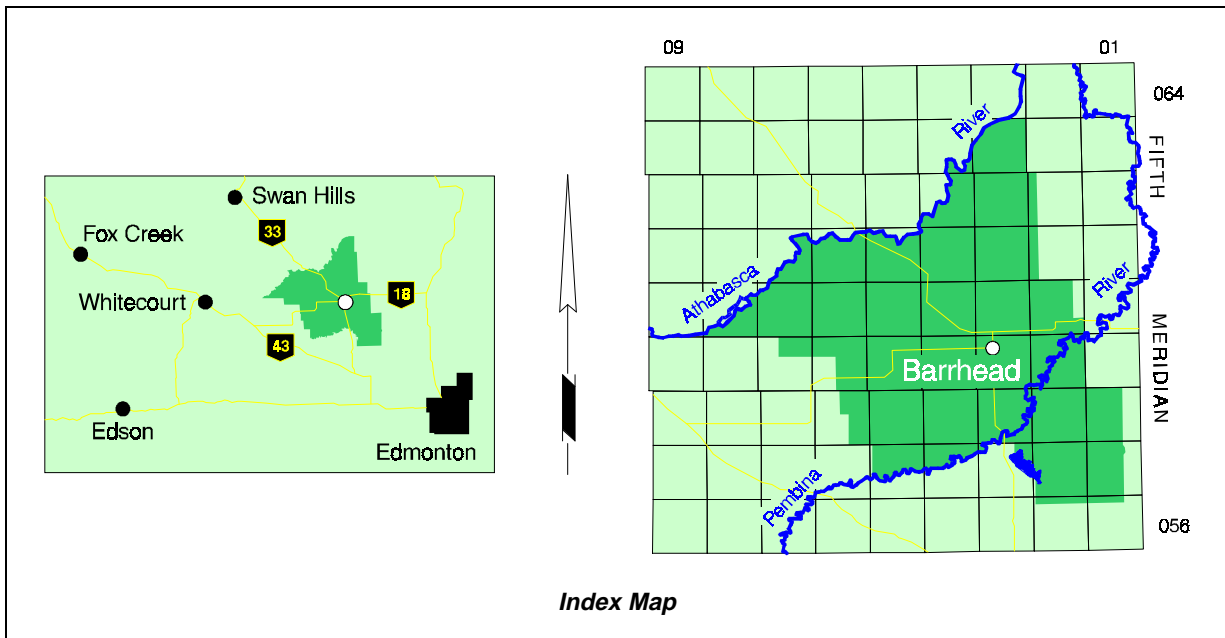 Swan Hills
33
Fox Creek
Whitecourt
18
43
Edson
Edmonton
09
01
064
River
FIFTH
Athabasca
River
MERIDIAN
Barrhead
Pembina
056
Index Map